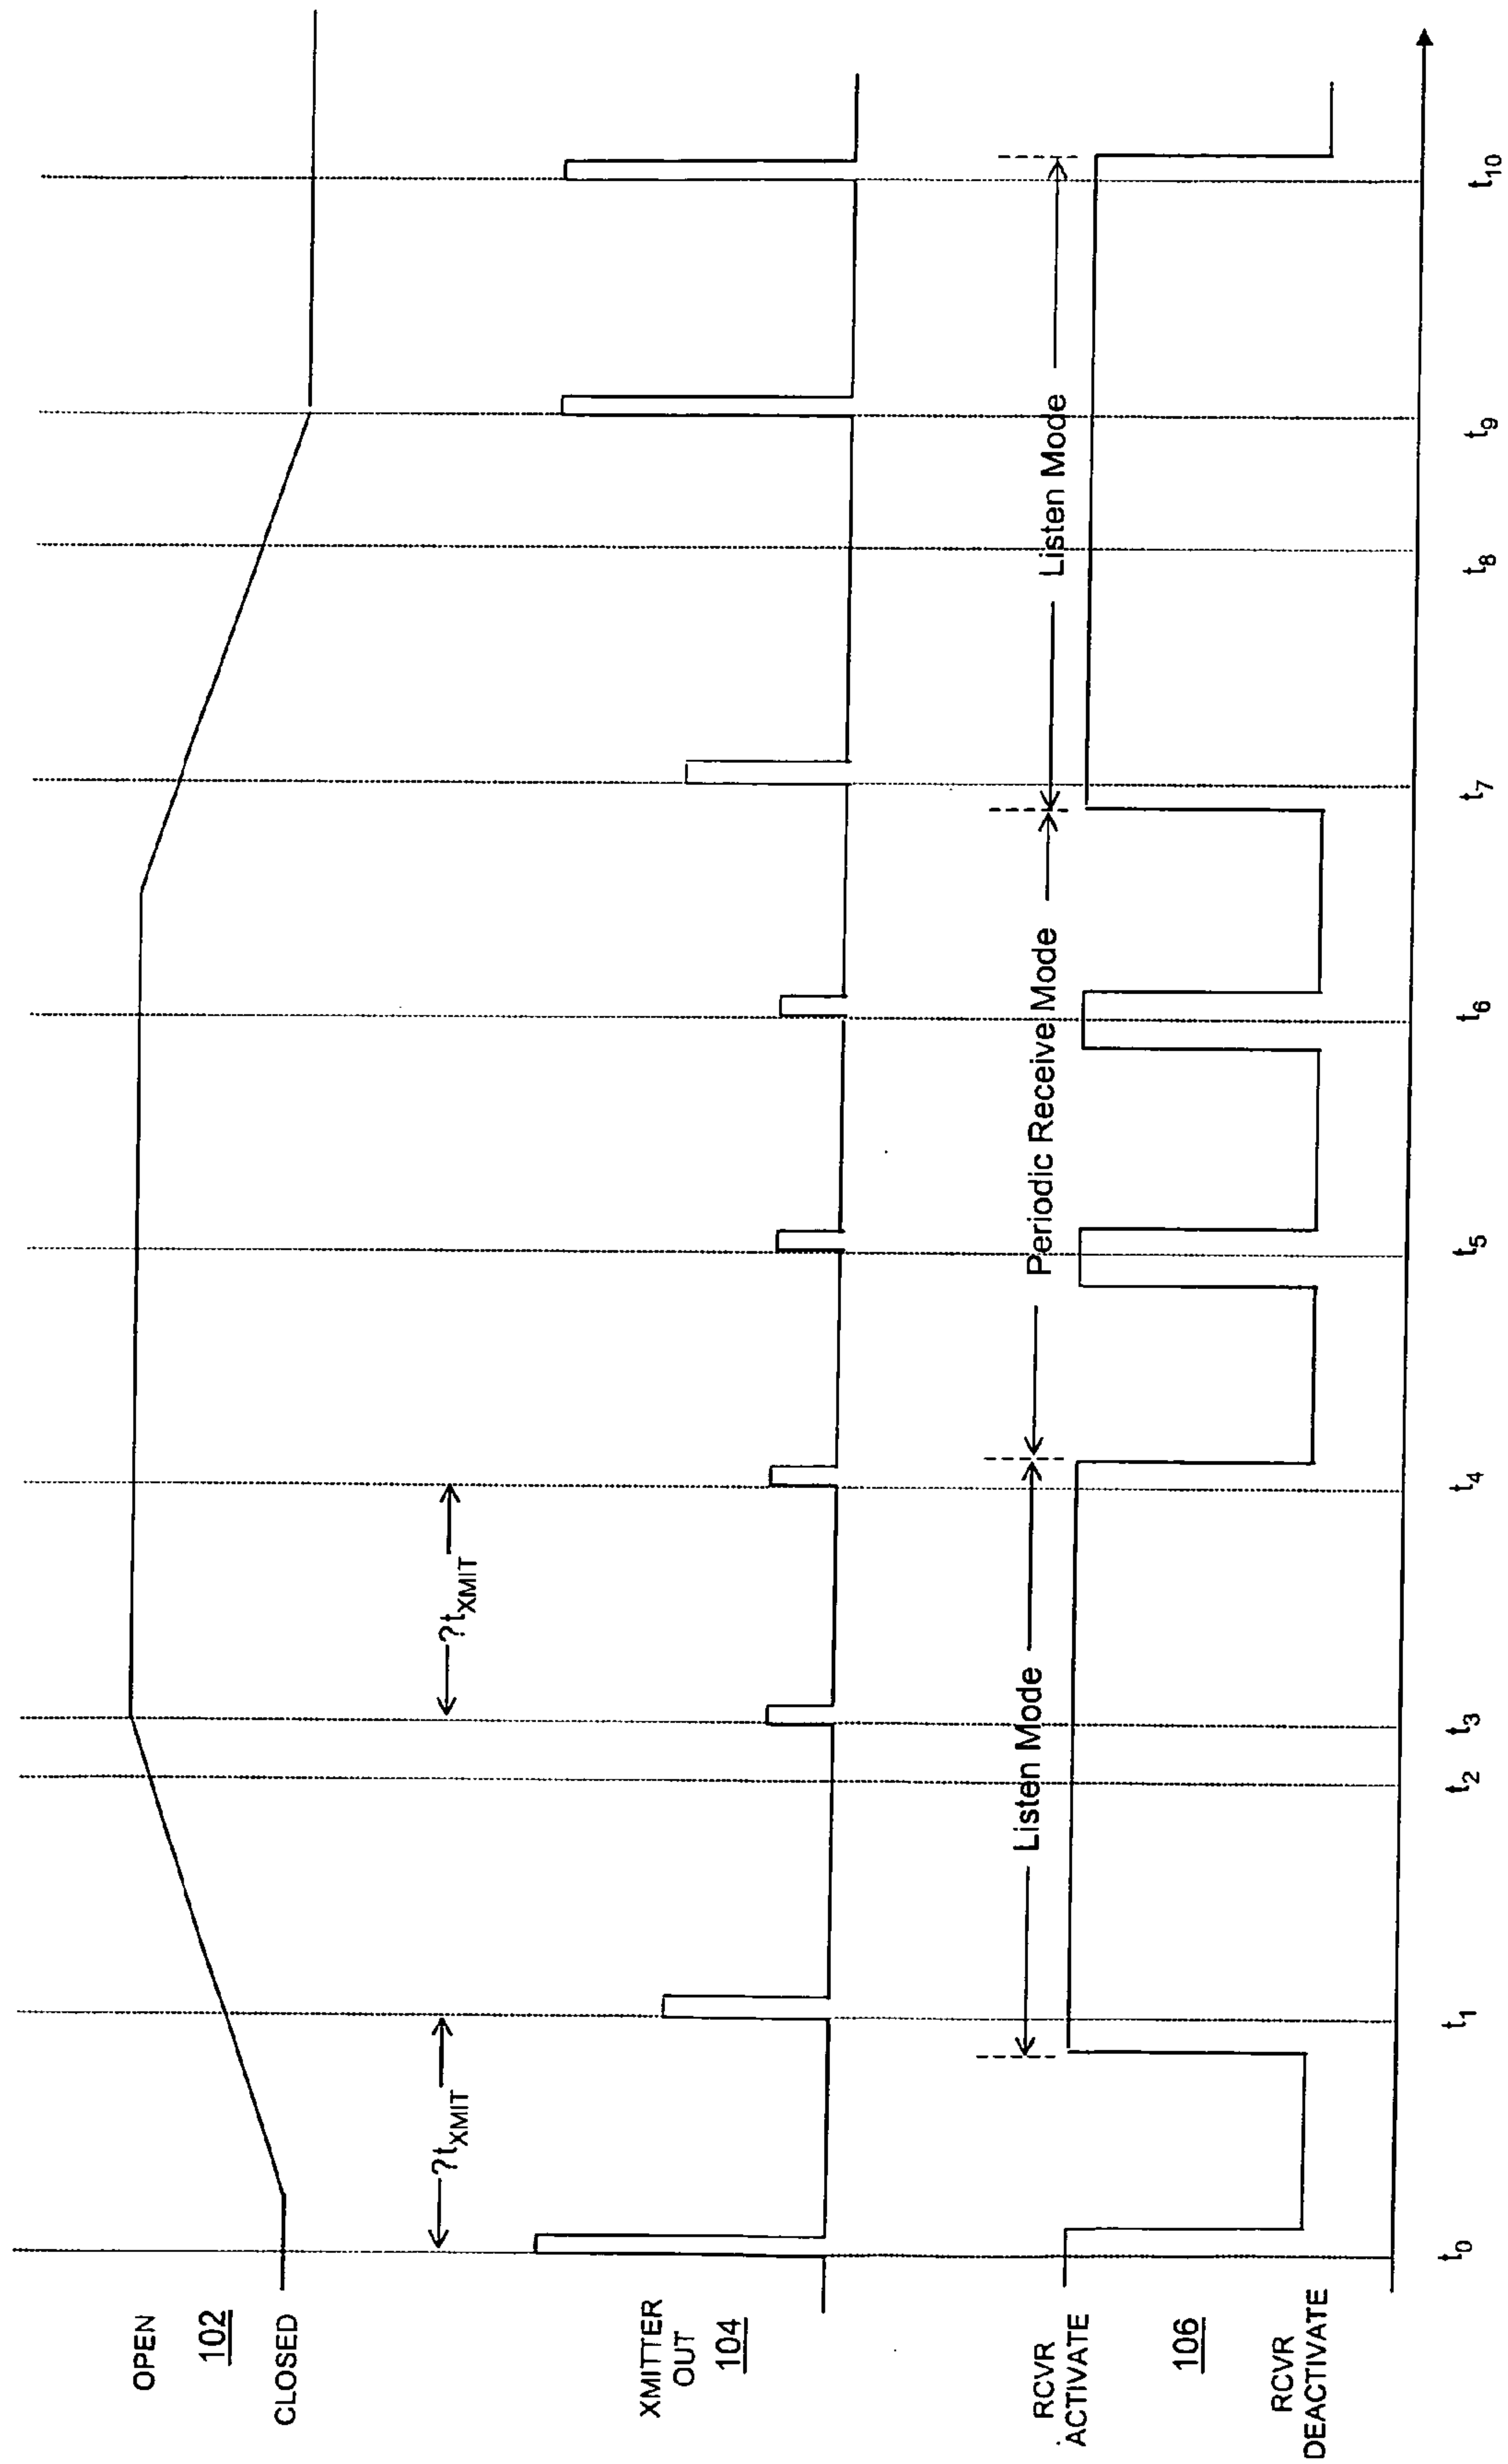 OPEN
102
CLOSED
?tXMIT
?tXMIT
XMITTER
OUT
104
Listen Mode
Periodic Receive Mode
Listen Mode
RCVR
ACTIVATE
106
RCVR
DEACTIVATE
t0
t1
t2
t3
t4
t5
t6
t7
t8
t9
t10